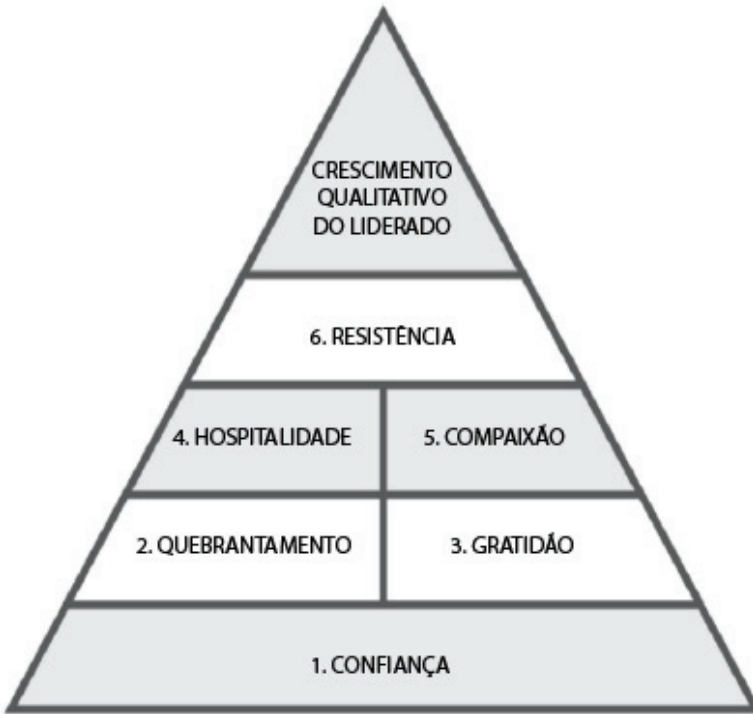 CRESCIMENTO
QUALITATIVO
DO LIDERADO
6. RESISTÊNCIA
4. HOSPITALIDADE
5. COMPAIXÃO
2. QUEBRANTAMENTO
3. GRATIDÃO
1. CONFIANÇA